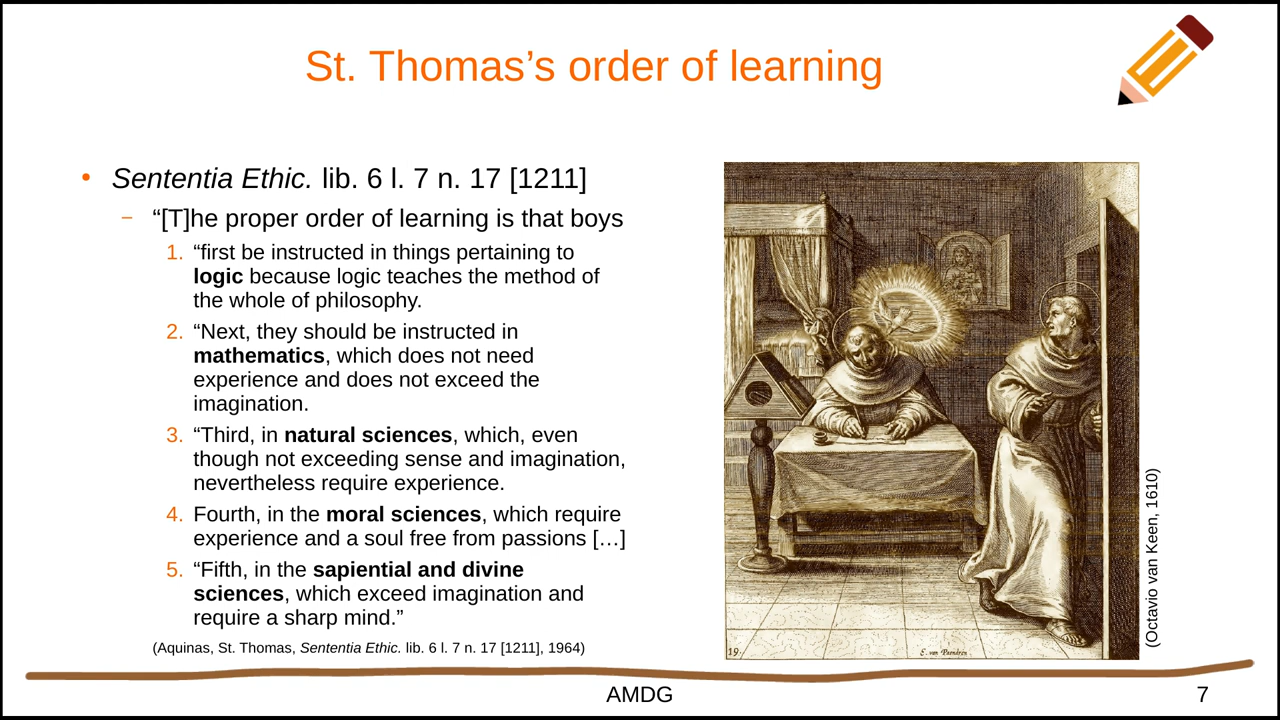 St. Thomas’s order of learning
• Sententia Ethic. lib. 6 l. 7 n. 17 [1211]
– “[T]he proper order of learning is that boys
1. “first be instructed in things pertaining to
logic because logic teaches the method of
the whole of philosophy.
2. “Next, they should be instructed in
mathematics, which does not need
experience and does not exceed the
imagination.
3. “Third, in natural sciences, which, even
though not exceeding sense and imagination,
nevertheless require experience.
4. Fourth, in the moral sciences, which require
experience and a soul free from passions […]
5. “Fifth, in the sapiential and divine
sciences, which exceed imagination and
require a sharp mind.”
(Aquinas, St. Thomas, Sententia Ethic. lib. 6 l. 7 n. 17 [1211], 1964)
19.
(Octavio van Keen, 1610)
AMDG
7